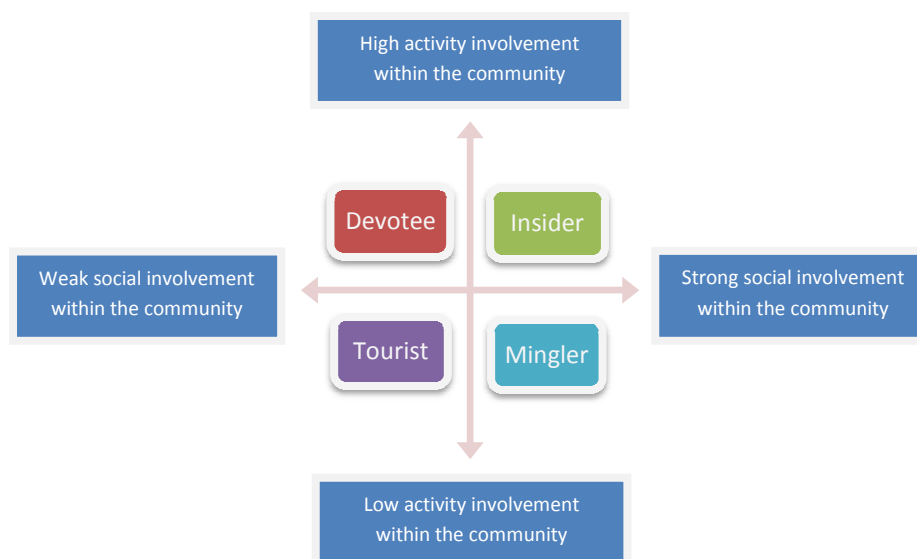 High activity involvement
within the community
Devotee
Insider
Weak social involvement
within the community
Strong social involvement
within the community
Tourist
Mingler
Low activity involvement
within the community